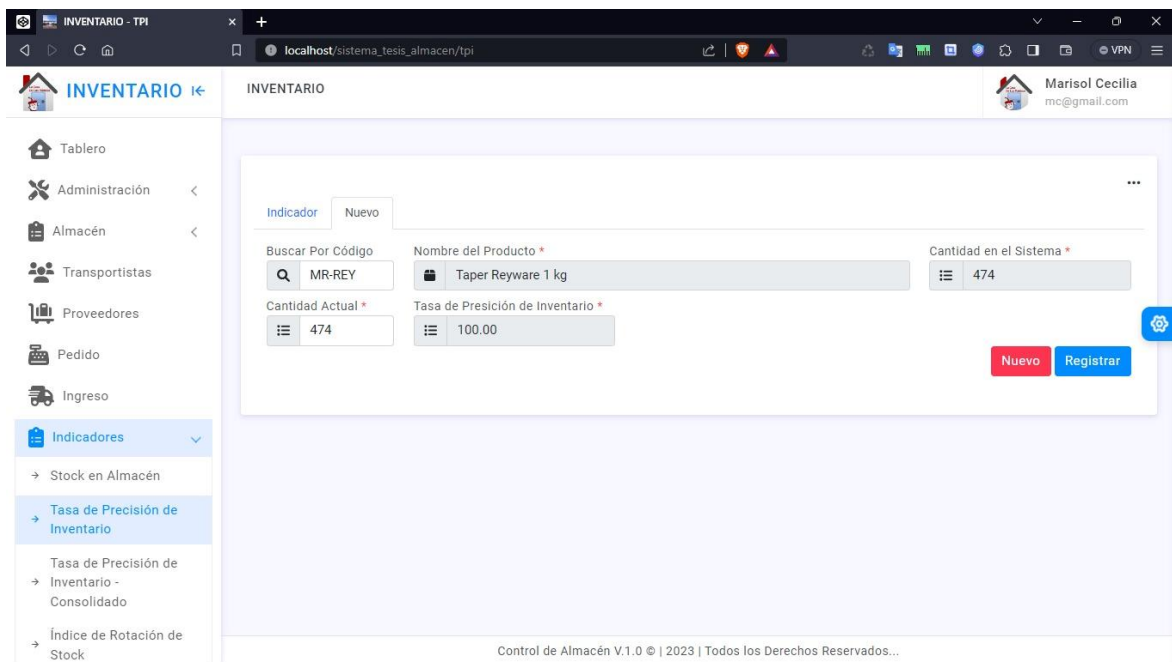 INVENTARIO - TPI
localhost/sistema_tesis_almacen/tpi
VPN
INVENTARIO
INVENTARIO
Marisol Cecilia
mc@gmail.com
Tablero
Administración
Almacén
Transportistas
Proveedores
Pedido
Ingreso
Indicadores
Stock en Almacén
Tasa de Precisión de
Inventario
Tasa de Precisión de
Inventario -
Consolidado
Índice de Rotación de
Stock
Indicador Nuevo
Buscar Por Código Nombre del Producto * Cantidad en el Sistema *
MR-REY Taper Reyware 1 kg 474
Cantidad Actual * Tasa de Presición de Inventario *
474 100.00
Nuevo Registrar
Control de Almacén V.1.0 © | 2023 | Todos los Derechos Reservados...